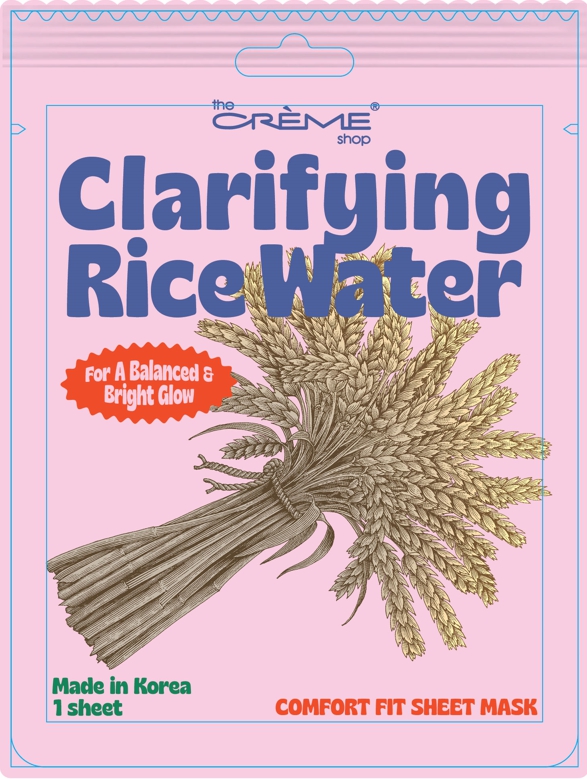 the
CRÈME®
shop
Clarifying
Rice Water
For A Balanced &
Bright Glow
Made in Korea
1 sheet
COMFORT FIT SHEET MASK